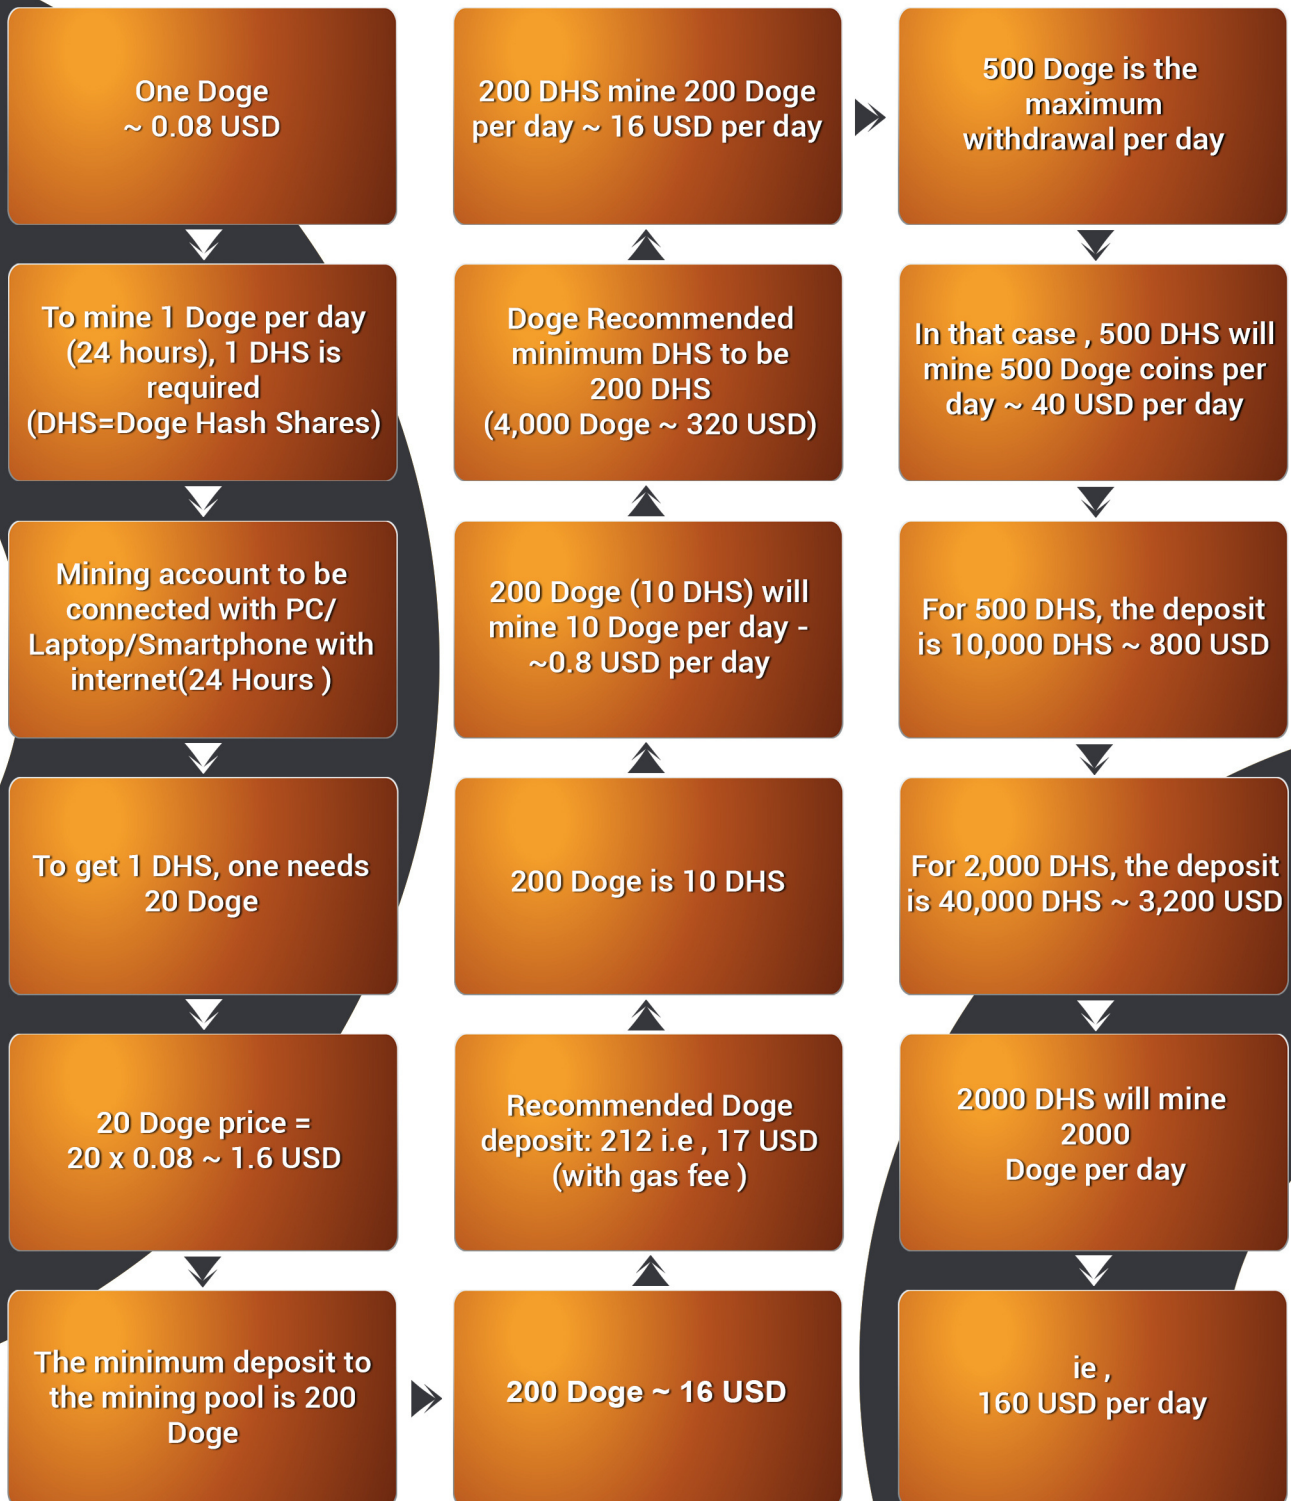 One Doge
~ 0.08 USD
To mine 1 Doge per day
(24 hours), 1 DHS is
required
(DHS=Doge Hash Shares)
Mining account to be
connected with PC/
Laptop/Smartphone with
internet(24 Hours )
To get 1 DHS, one needs
20 Doge
20 Doge price =
20 x 0.08 ~ 1.6 USD
The minimum deposit to
the mining pool is 200
Doge
200 Doge ~ 16 USD
Recommended Doge
deposit: 212 i.e , 17 USD
(with gas fee )
200 Doge is 10 DHS
200 Doge (10 DHS) will
mine 10 Doge per day -
~0.8 USD per day
Doge Recommended
minimum DHS to be
200 DHS
(4,000 Doge ~ 320 USD)
200 DHS mine 200 Doge
per day ~ 16 USD per day
500 Doge is the
maximum
withdrawal per day
In that case , 500 DHS will
mine 500 Doge coins per
day ~ 40 USD per day
For 500 DHS, the deposit
is 10,000 DHS ~ 800 USD
For 2,000 DHS, the deposit
is 40,000 DHS ~ 3,200 USD
2000 DHS will mine
2000
Doge per day
ie ,
160 USD per day